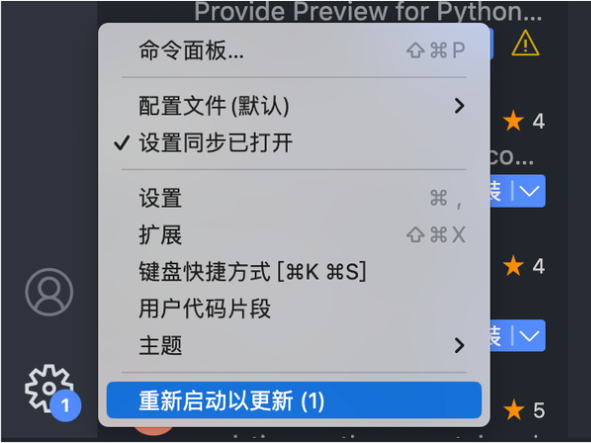 Provide Preview for Python...
命令面板... ⇧⌘P
配置文件 (默认)
4
✓ 设置同步已打开
co...
设置 ⌘ ,
装
扩展 ⇧⌘X
键盘快捷方式 [⌘K ⌘S]
4
用户代码片段
主题
装
重新启动以更新 (1)
1
5